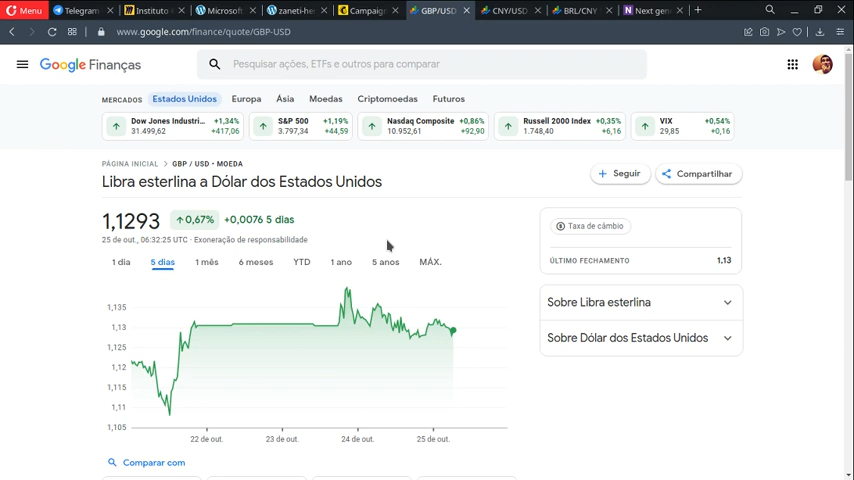 Menu
Telegram
Instituto
Microsoft
zaneti-he
Campaign
GBP/USD
CNY/USD
BRL/CNY
Next gen
www.google.com/finance/quote/GBP-USD
Google Finanças
Pesquisar ações, ETFs e outros para comparar
MERCADOS Estados Unidos Europa Ásia Moedas Criptomoedas Futuros
Dow Jones Industri... +1,34%
31.499,62 +417,06
S&P 500 +1,19%
3.797,34 +44,59
Nasdaq Composite +0,86%
10.952,61 +92,90
Russell 2000 Index +0,35%
1.748,40 +6,16
VIX +0,54%
29,85 +0,16
PÁGINA INICIAL > GBP / USD • MOEDA
Libra esterlina a Dólar dos Estados Unidos
+ Seguir
Compartilhar
1,1293 ↑ 0,67% +0,0076 5 dias
25 de out., 06:32:25 UTC · Exoneração de responsabilidade
1 dia 5 dias 1 mês 6 meses YTD 1 ano 5 anos MÁX.
1,135
1,13
1,125
1,12
1,115
1,11
1,105
22 de out. 23 de out. 24 de out. 25 de out.
Comparar com
Taxa de câmbio
ÚLTIMO FECHAMENTO 1,13
Sobre Libra esterlina
Sobre Dólar dos Estados Unidos